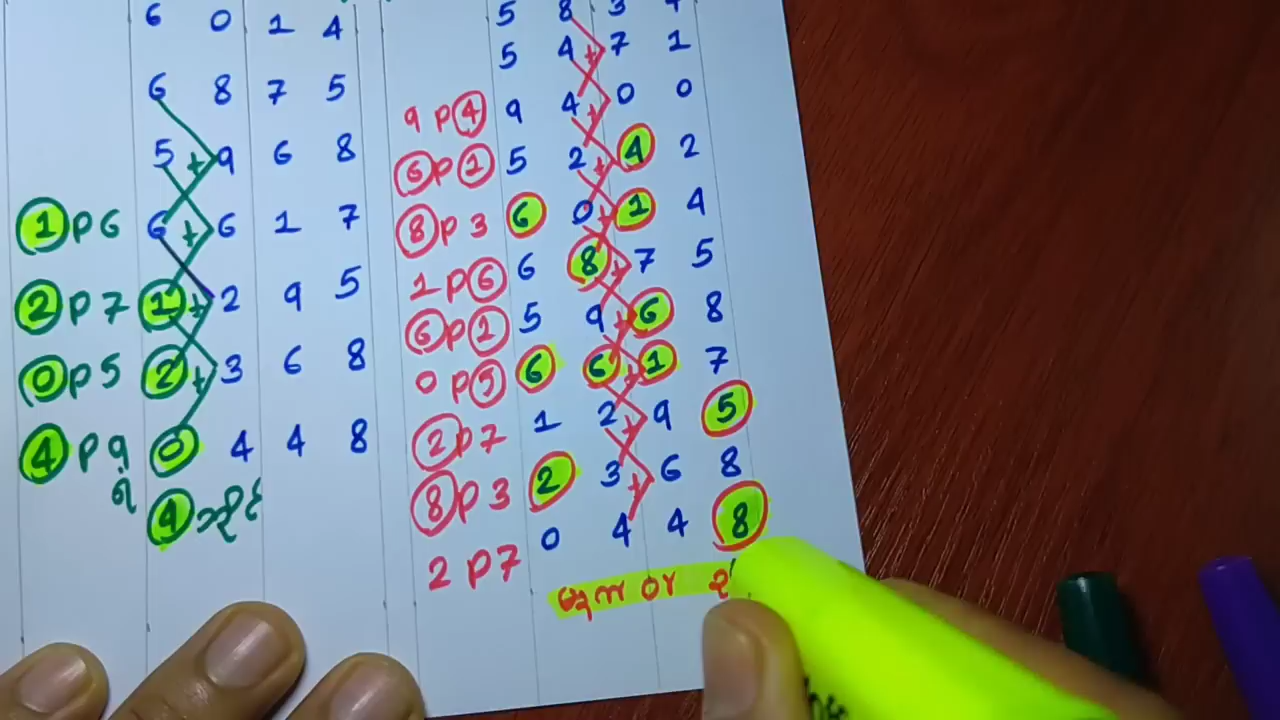 6 0 1 4
6 8 7 5
5 + 9 6 8
1 P 6 6 + 6 1 7
2 P 7 1 + 2 9 5
0 P 5 2 + 3 6 8
4 P 9 0 4 4 8
4
5 8 3
5 4 + 7 1
9 P 4 9 4 + 0 0
6 P 1 5 2 + 4 2
8 P 3 6 0 + 1 4
1 P 6 6 8 + 7 5
6 P 1 5 9 + 6 8
0 P 5 6 6 + 1 7
2 P 7 1 2 + 9 5
8 P 3 2 3 + 6 8
2 P 7 0 4 4 8
or